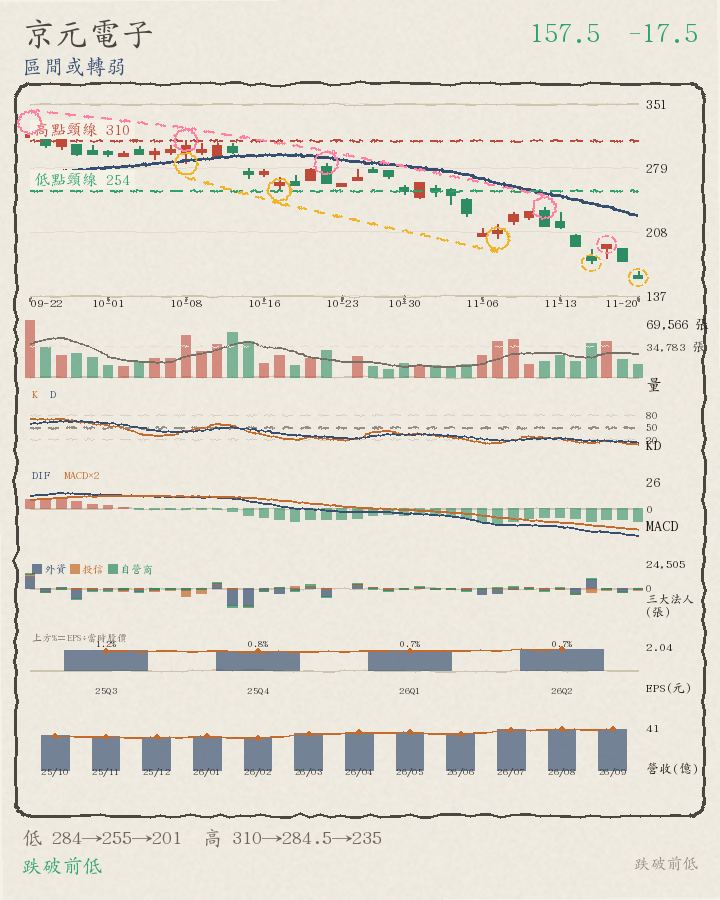 京元電子
157.5 -17.5
區間或轉弱
351
高點頸線 310
279
低點頸線 254
208
137
09-22 10-01 10-08 10-16 10-23 10-30 11-06 11-13 11-20
69,566 張
34,783 張
量
K D
80
50
20
KD
DIF MACD×2
26
0
MACD
外資 投信 自營商
24,505
0
三大法人
(張)
上方%=EPS÷當時股價
1.2% 0.8% 0.7% 0.7%
2.04
25Q3 25Q4 26Q1 26Q2
EPS(元)
41
25/10 25/11 25/12 26/01 26/02 26/03 26/04 26/05 26/06 26/07 26/08 26/09
營收(億)
低 284→255→201 高 310→284.5→235
跌破前低
跌破前低